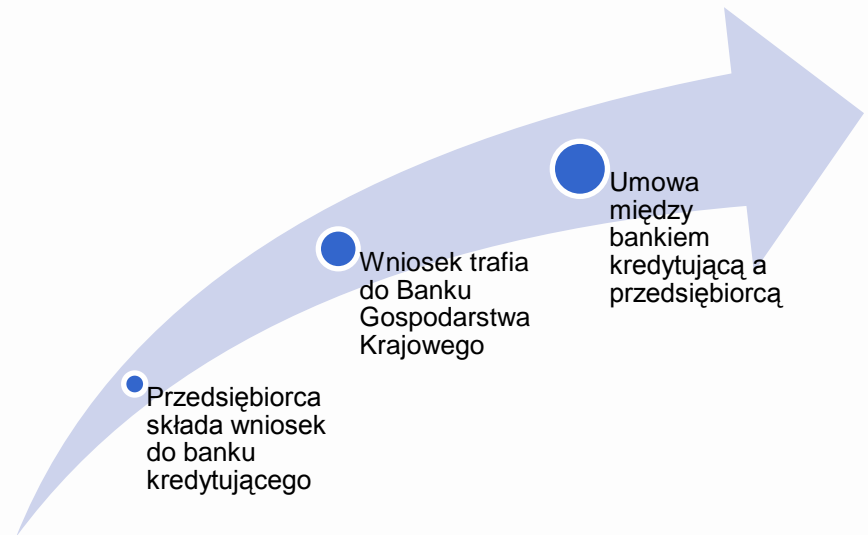 Przedsiębiorca
składa wniosek
do banku
kredytującego
Wniosek trafia
do Banku
Gospodarstwa
Krajowego
Umowa
między
bankiem
kredytującą a
przedsiębiorcą